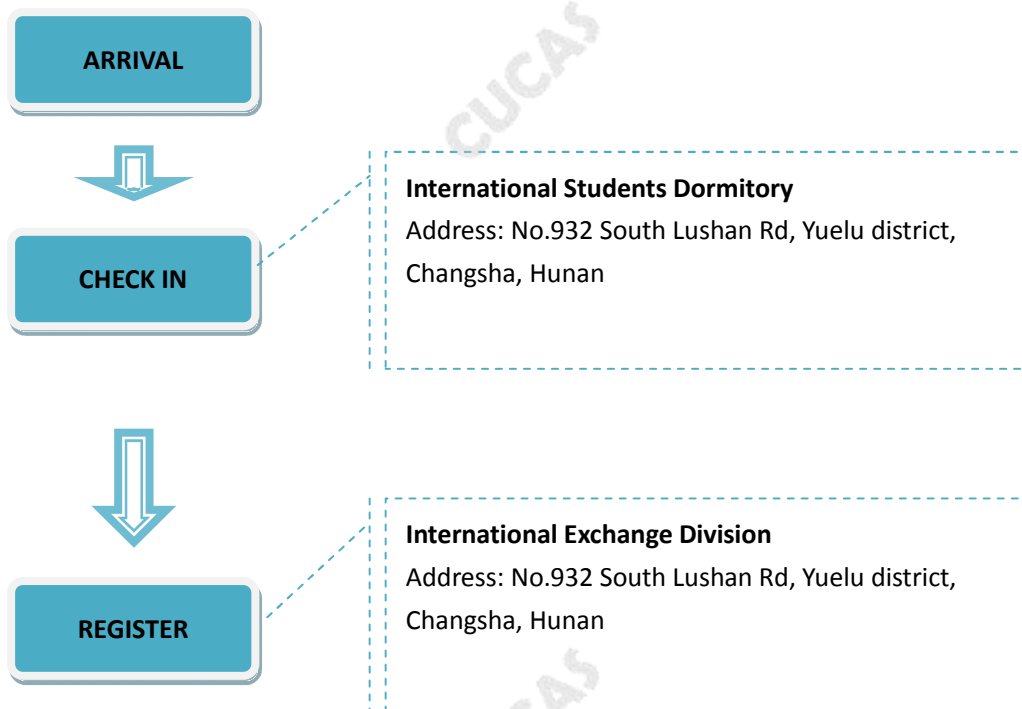 ARRIVAL
CUCAS
International Students Dormitory
Address: No.932 South Lushan Rd, Yuelu district,
Changsha, Hunan
CHECK IN
International Exchange Division
Address: No.932 South Lushan Rd, Yuelu district,
Changsha, Hunan
REGISTER
CUCAS